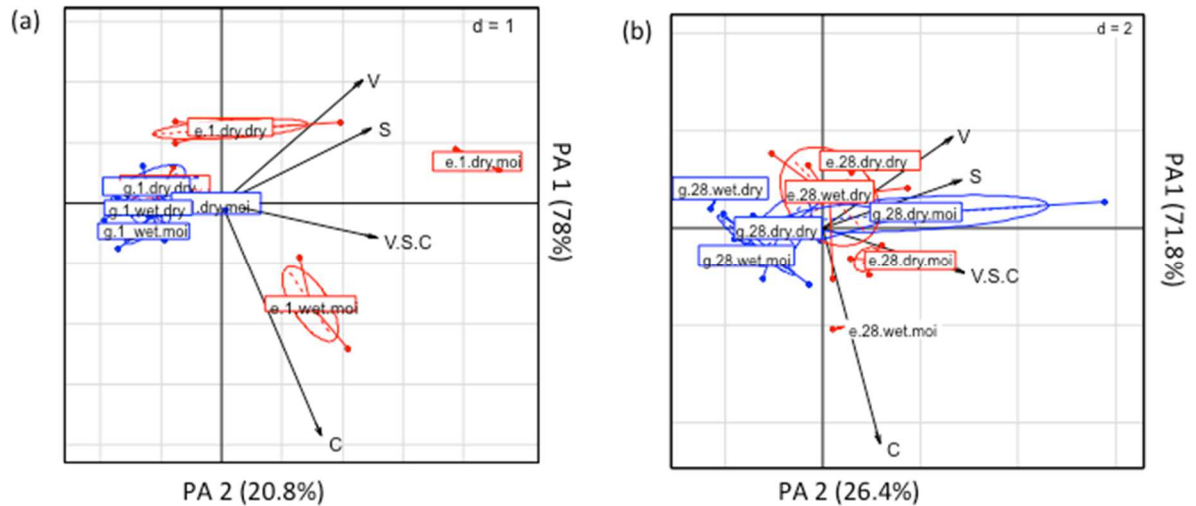 (a)
d = 1
V
S
e.1.dry.dry
e.1.dry.moi
g.1.dry.dry
g.1.wet.dry
.dry.moi
g.1 wet.moi
V.S.C
e.1.wet.moi
C
PA 2 (20.8%)
PA 1 (78%)
(b)
d = 2
V
e.28.dry.dry
S
g.28.wet.dry
e.28.wet.dry
g.28.dry.moi
g.28.dry.dry
g.28.wet.moi
e.28.dry.moi
V.S.C
e.28.wet.moi
C
PA 2 (26.4%)
PA1 (71.8%)